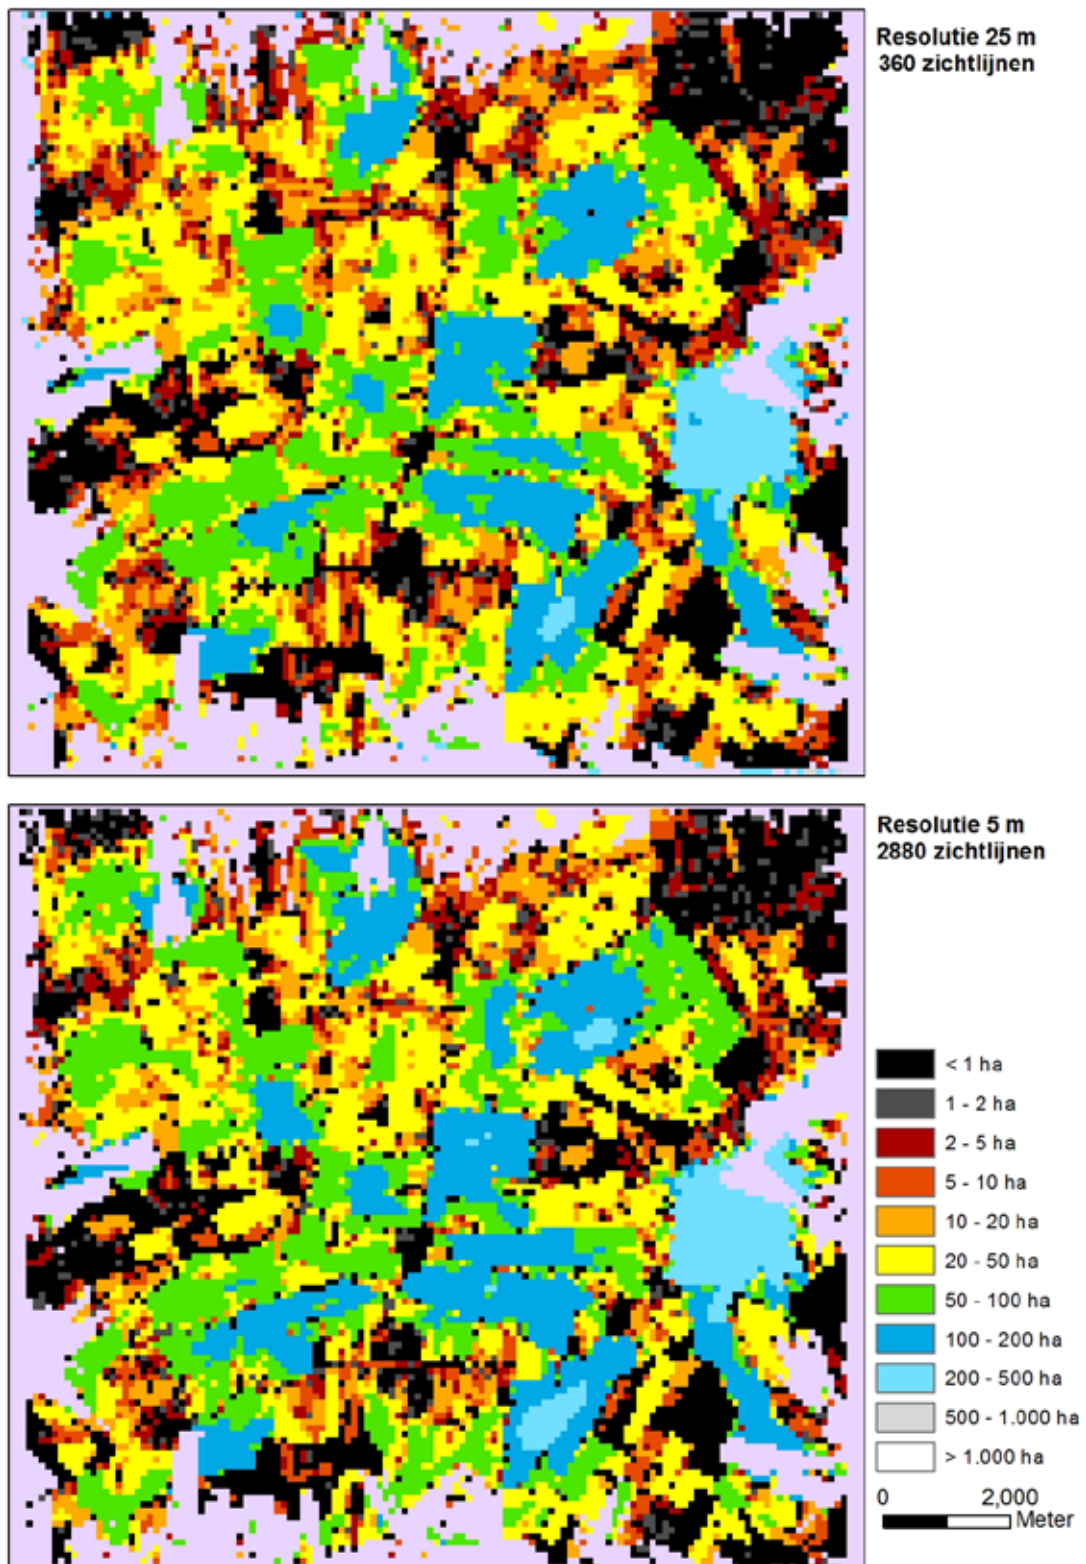 Resolutie 25 m
360 zichtlijnen
Resolutie 5 m
2880 zichtlijnen
< 1 ha
1 - 2 ha
2 - 5 ha
5 - 10 ha
10 - 20 ha
20 - 50 ha
50 - 100 ha
100 - 200 ha
200 - 500 ha
500 - 1.000 ha
> 1.000 ha
0 2,000
Meter